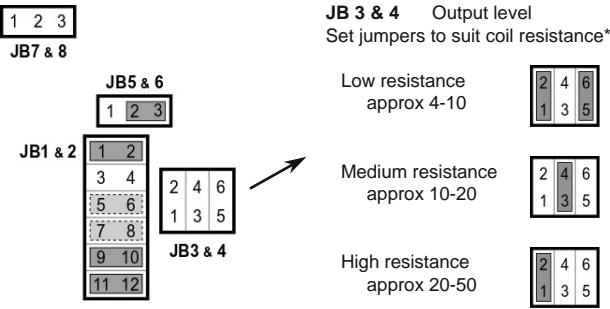 1 2 3
JB7 & 8
JB5 & 6
1 2 3
JB1 & 2
1 2
3 4
5 6
7 8
9 10
11 12
2 4 6
1 3 5
JB3 & 4
JB 3 & 4 Output level
Set jumpers to suit coil resistance*
Low resistance
approx 4-10
2 4 6
1 3 5
Medium resistance
approx 10-20
2 4 6
1 3 5
High resistance
approx 20-50
2 4 6
1 3 5